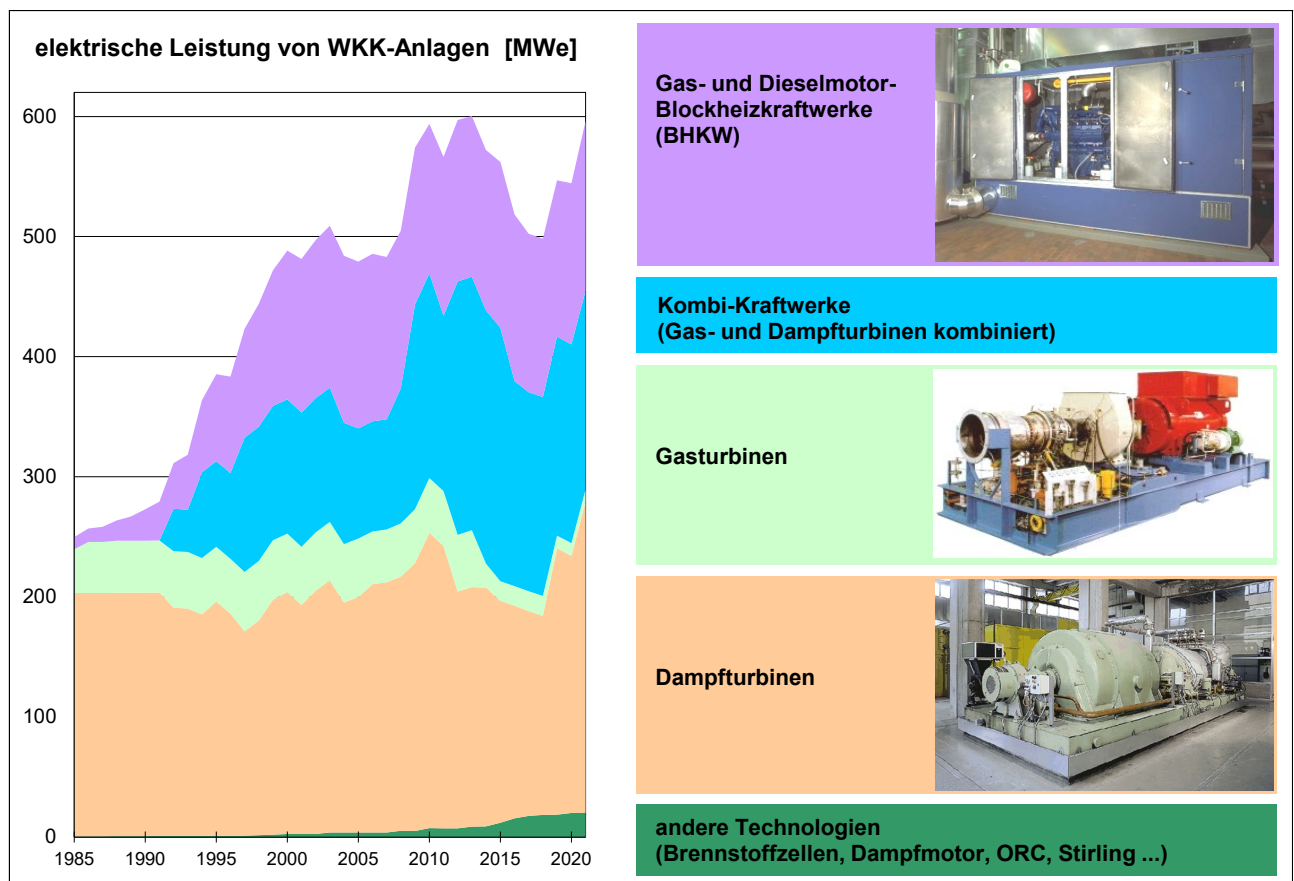 elektrische Leistung von WKK-Anlagen [MWe]
600
500
400
300
200
100
0
1985 1990 1995 2000 2005 2010 2015 2020
Gas- und Dieselmotor-
Blockheizkraftwerke
(BHKW)
Kombi-Kraftwerke
(Gas- und Dampfturbinen kombiniert)
Gasturbinen
Dampfturbinen
andere Technologien
(Brennstoffzellen, Dampfmotor, ORC, Stirling ...)